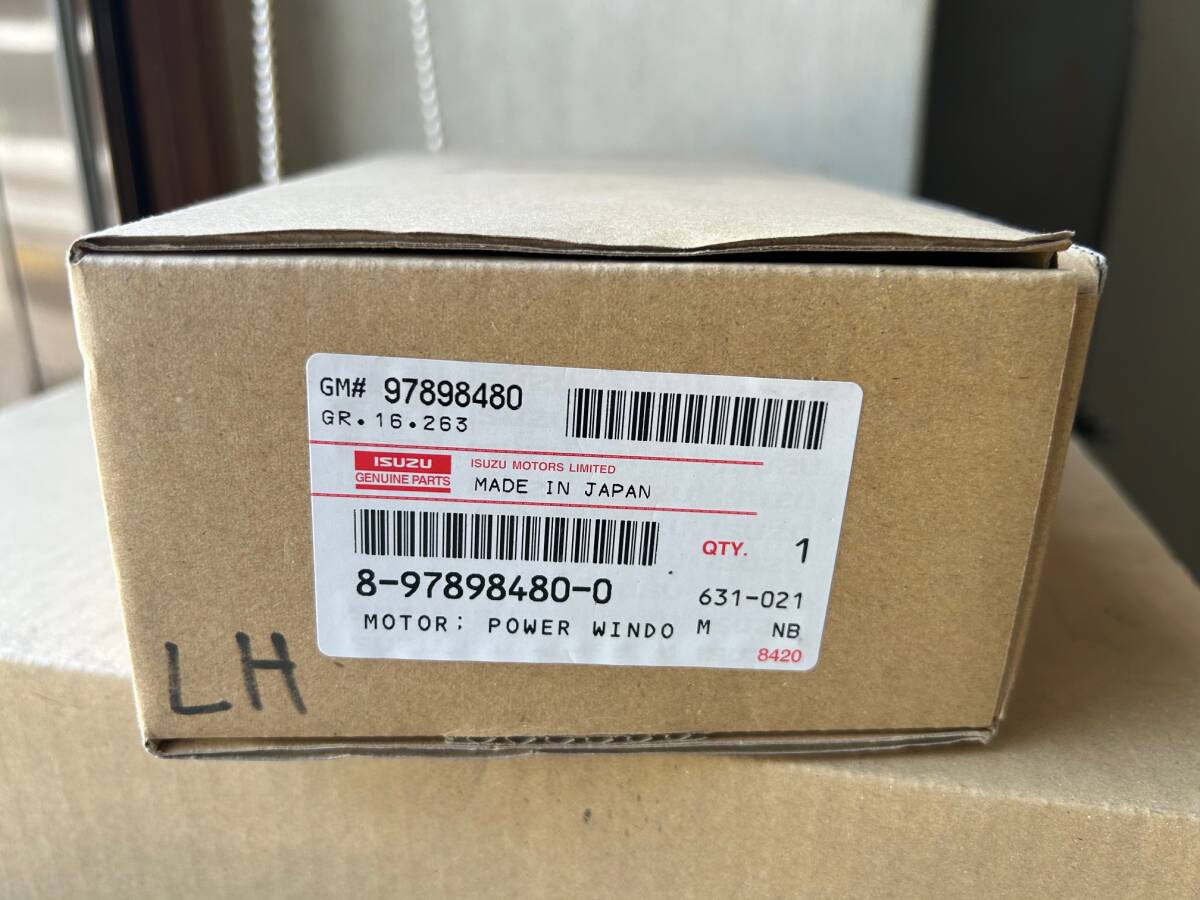 GM# 97898480
GR.16.263
ISUZU
GENUINE PARTS
ISUZU MOTORS LIMITED
MADE IN JAPAN
QTY. 1
8-97898480-0
631-021
MOTOR; POWER WINDO M NB
8420
LH